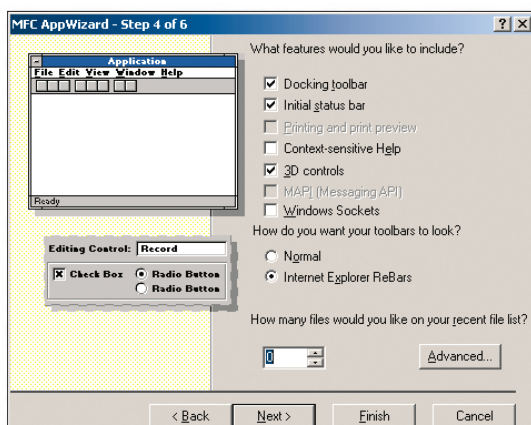 MFC AppWizard - Step 4 of 6
Application
File Edit View Window Help
Ready
Editing Control: Record
Check Box
Radio Button
Radio Button
What features would you like to include?
Docking toolbar
Initial status bar
Printing and print preview
Context-sensitive Help
3D controls
MAPI (Messaging API)
Windows Sockets
How do you want your toolbars to look?
Normal
Internet Explorer ReBars
How many files would you like on your recent file list?
0
Advanced...
< Back
Next >
Finish
Cancel